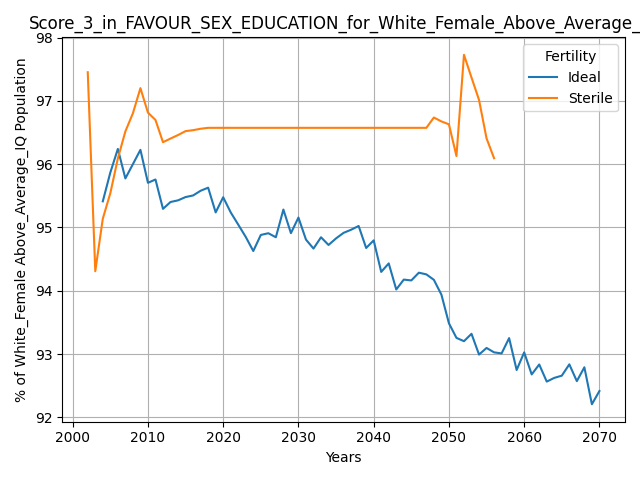 Score_3_in_FAVOUR_SEX_EDUCATION_for_White_Female_Above_Average_
98
97
96
95
94
93
92
% of White_Female Above_Average_IQ Population
Fertility
Ideal
Sterile
2000 2010 2020 2030 2040 2050 2060 2070
Years